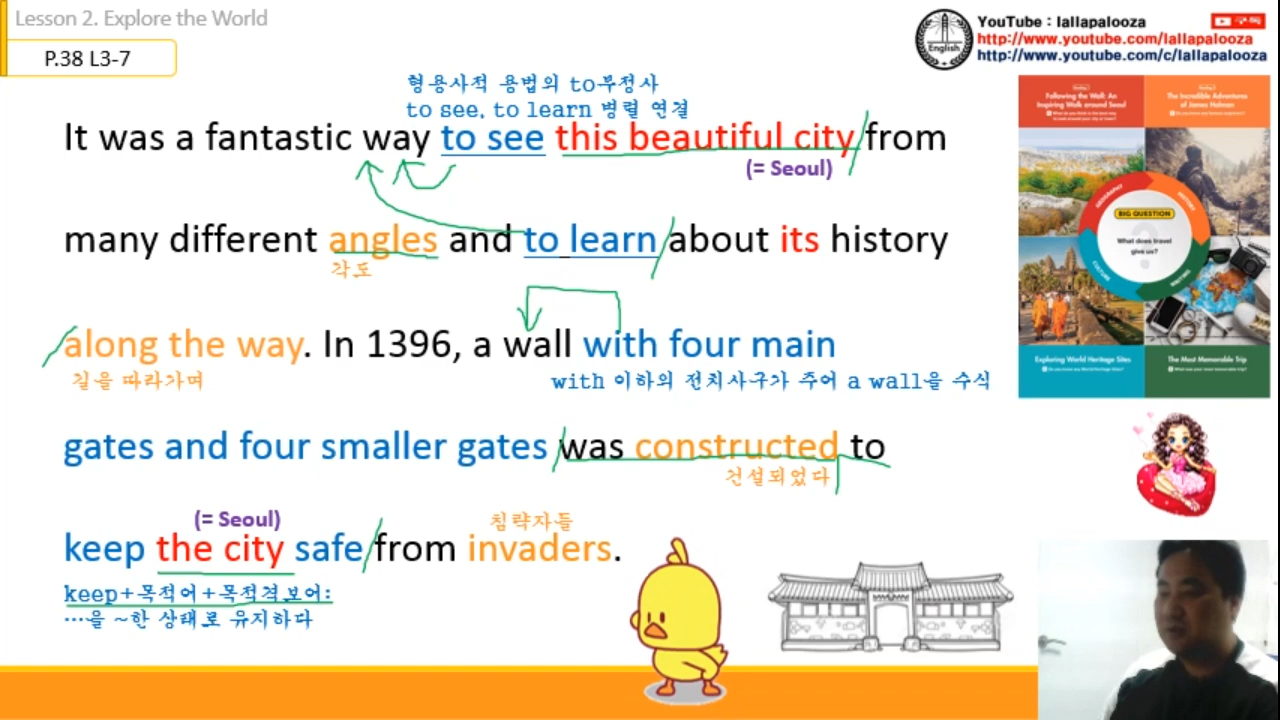 Lesson 2. Explore the World
P.38 L3-7
English
YouTube : lallapalooza
http://www.youtube.com/lallapalooza
http://www.youtube.com/c/lallapalooza
형용사적 용법의 to부정사
to see, to learn 병렬 연결
It was a fantastic way to see this beautiful city from
(= Seoul)
many different angles and to learn about its history
각도
along the way. In 1396, a wall with four main
길을 따라가며
with 이하의 전치사구가 주어 a wall을 수식
gates and four smaller gates was constructed to
건설되었다
(= Seoul)
침략자들
keep the city safe from invaders.
keep+목적어+목적격보어:
…을 ~한 상태로 유지하다
Following the Wall: An
Inspiring Walk around Seoul
The Incredible Adventures
of James Holman
GEOGRAPHY
HISTORY
CULTURE
WRITING
BIG QUESTION
What does travel
give us?
Exploring World Heritage Sites
The Most Memorable Trip